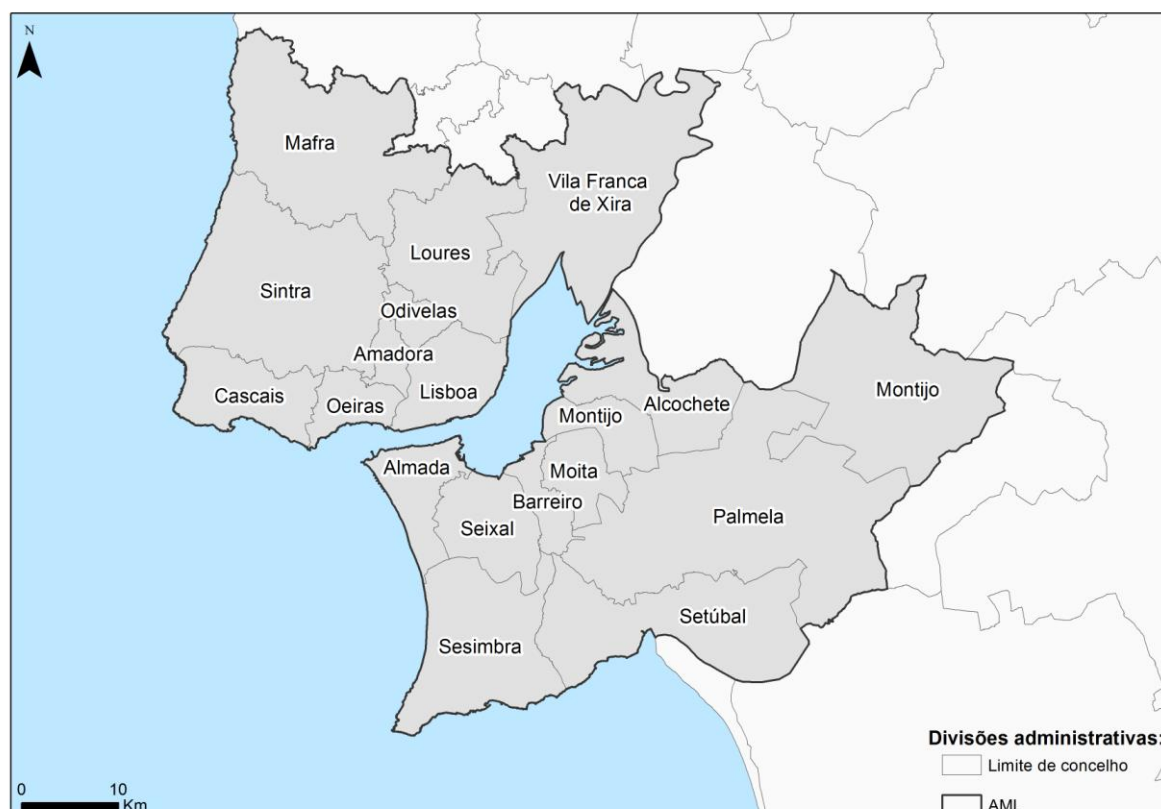 N
Mafra
Vila Franca
de Xira
Loures
Sintra
Odivelas
Amadora
Cascais
Oeiras
Lisboa
Montijo
Alcochete
Montijo
Almada
Moita
Barreiro
Seixal
Palmela
Setúbal
Sesimbra
Divisões administrativas:
Limite de concelho
AML
0 10
Km